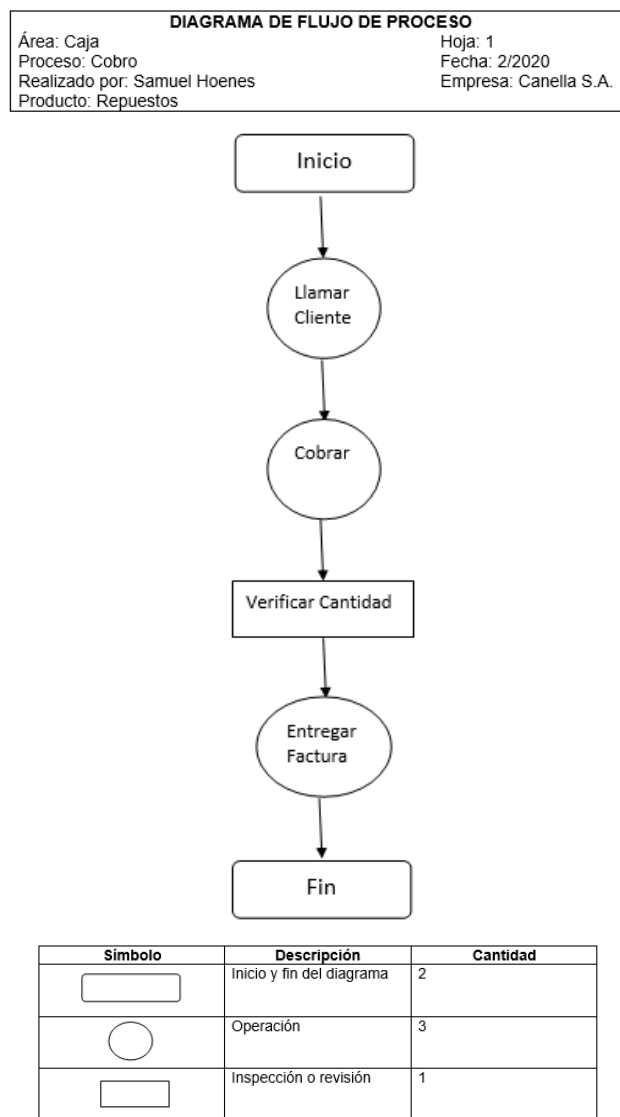 DIAGRAMA DE FLUJO DE PROCESO
Área: Caja
Hoja: 1
Proceso: Cobro
Fecha: 2/2020
Realizado por: Samuel Hoenes
Empresa: Canella S.A.
Producto: Repuestos
Inicio
Llamar
Cliente
Cobrar
Verificar Cantidad
Entregar
Factura
Fin
Símbolo Descripción Cantidad
Inicio y fin del diagrama 2
Operación 3
Inspección o revisión 1